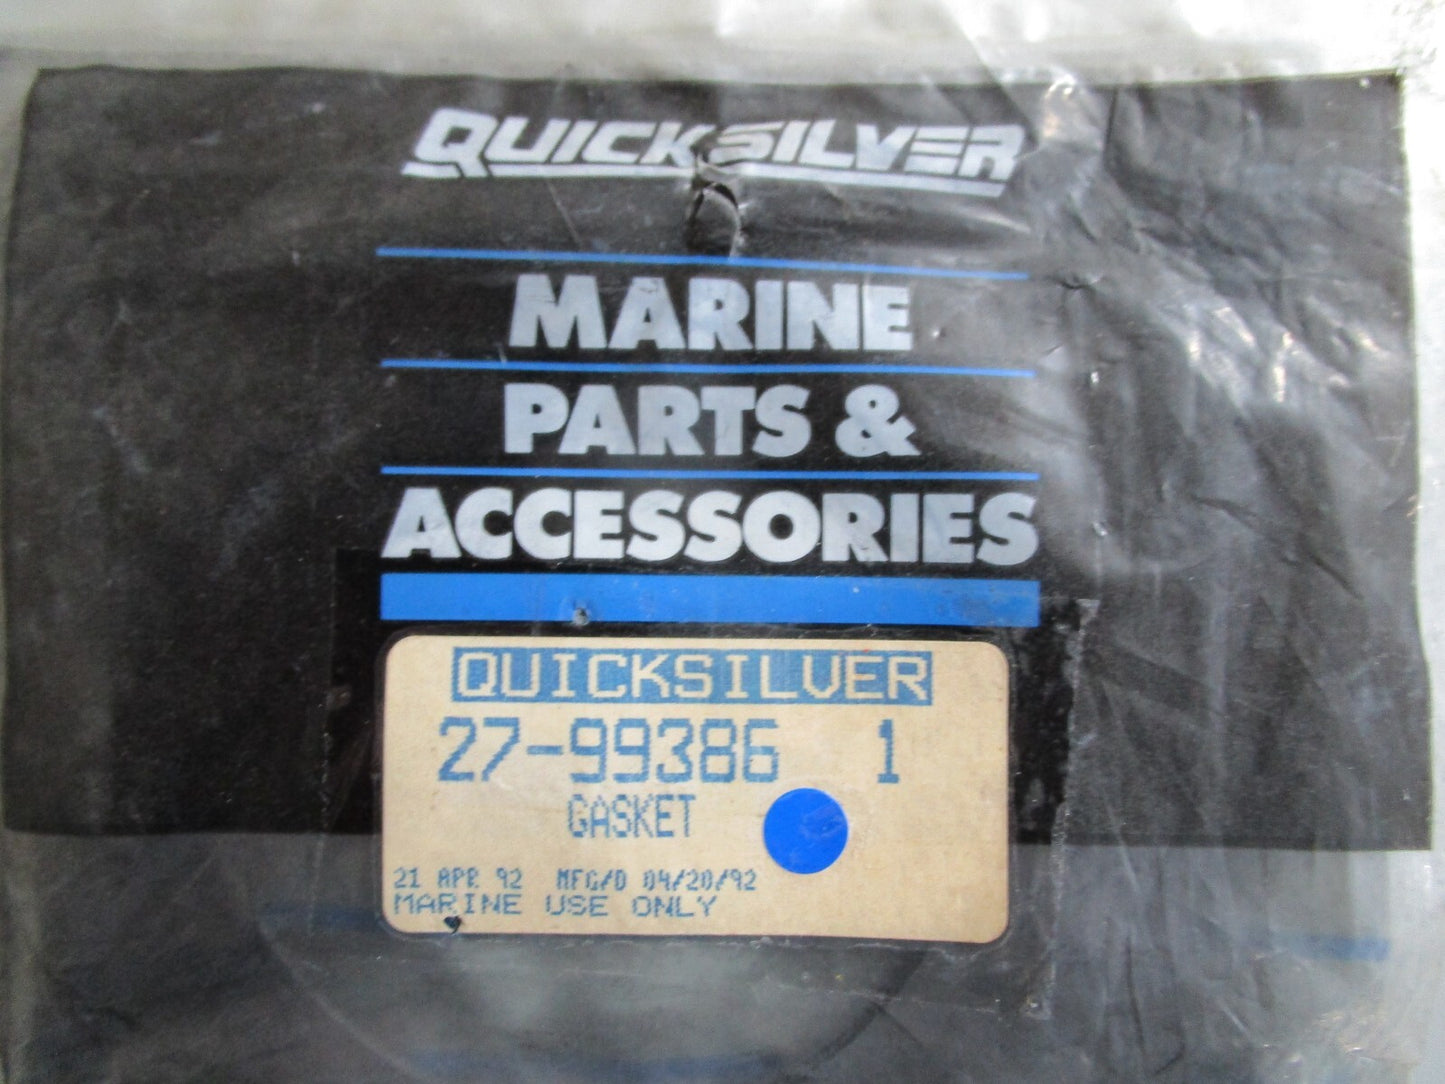 QUICKSILVER
MARINE
PARTS &
ACCESSORIES
QUICKSILVER
27-99386 1
GASKET
21 APR 92 MFG/D 04/20/92
MARINE USE ONLY